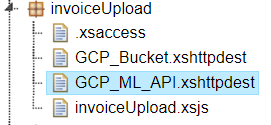 invoiceUpload
.xsaccess
GCP_Bucket.xshttpdest
GCP_ML_API.xshttpdest
invoiceUpload.xsjs